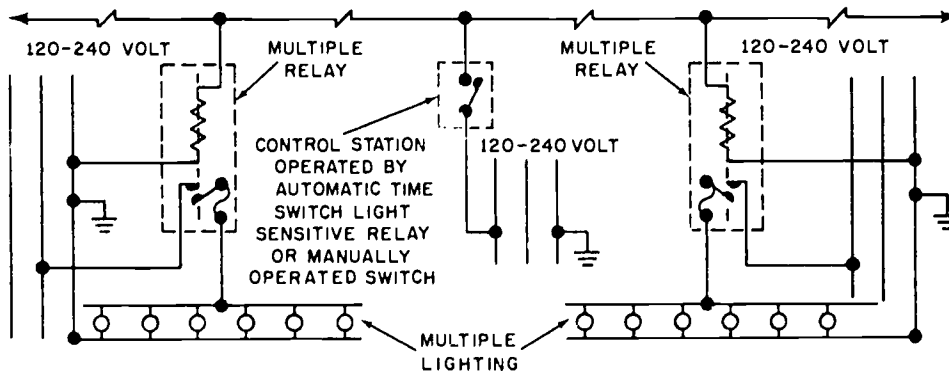 120-240 VOLT
MULTIPLE
RELAY
MULTIPLE
RELAY
120-240 VOLT
CONTROL STATION
OPERATED BY
AUTOMATIC TIME
SWITCH LIGHT
SENSITIVE RELAY
OR MANUALLY
OPERATED SWITCH
120-240 VOLT
MULTIPLE
LIGHTING